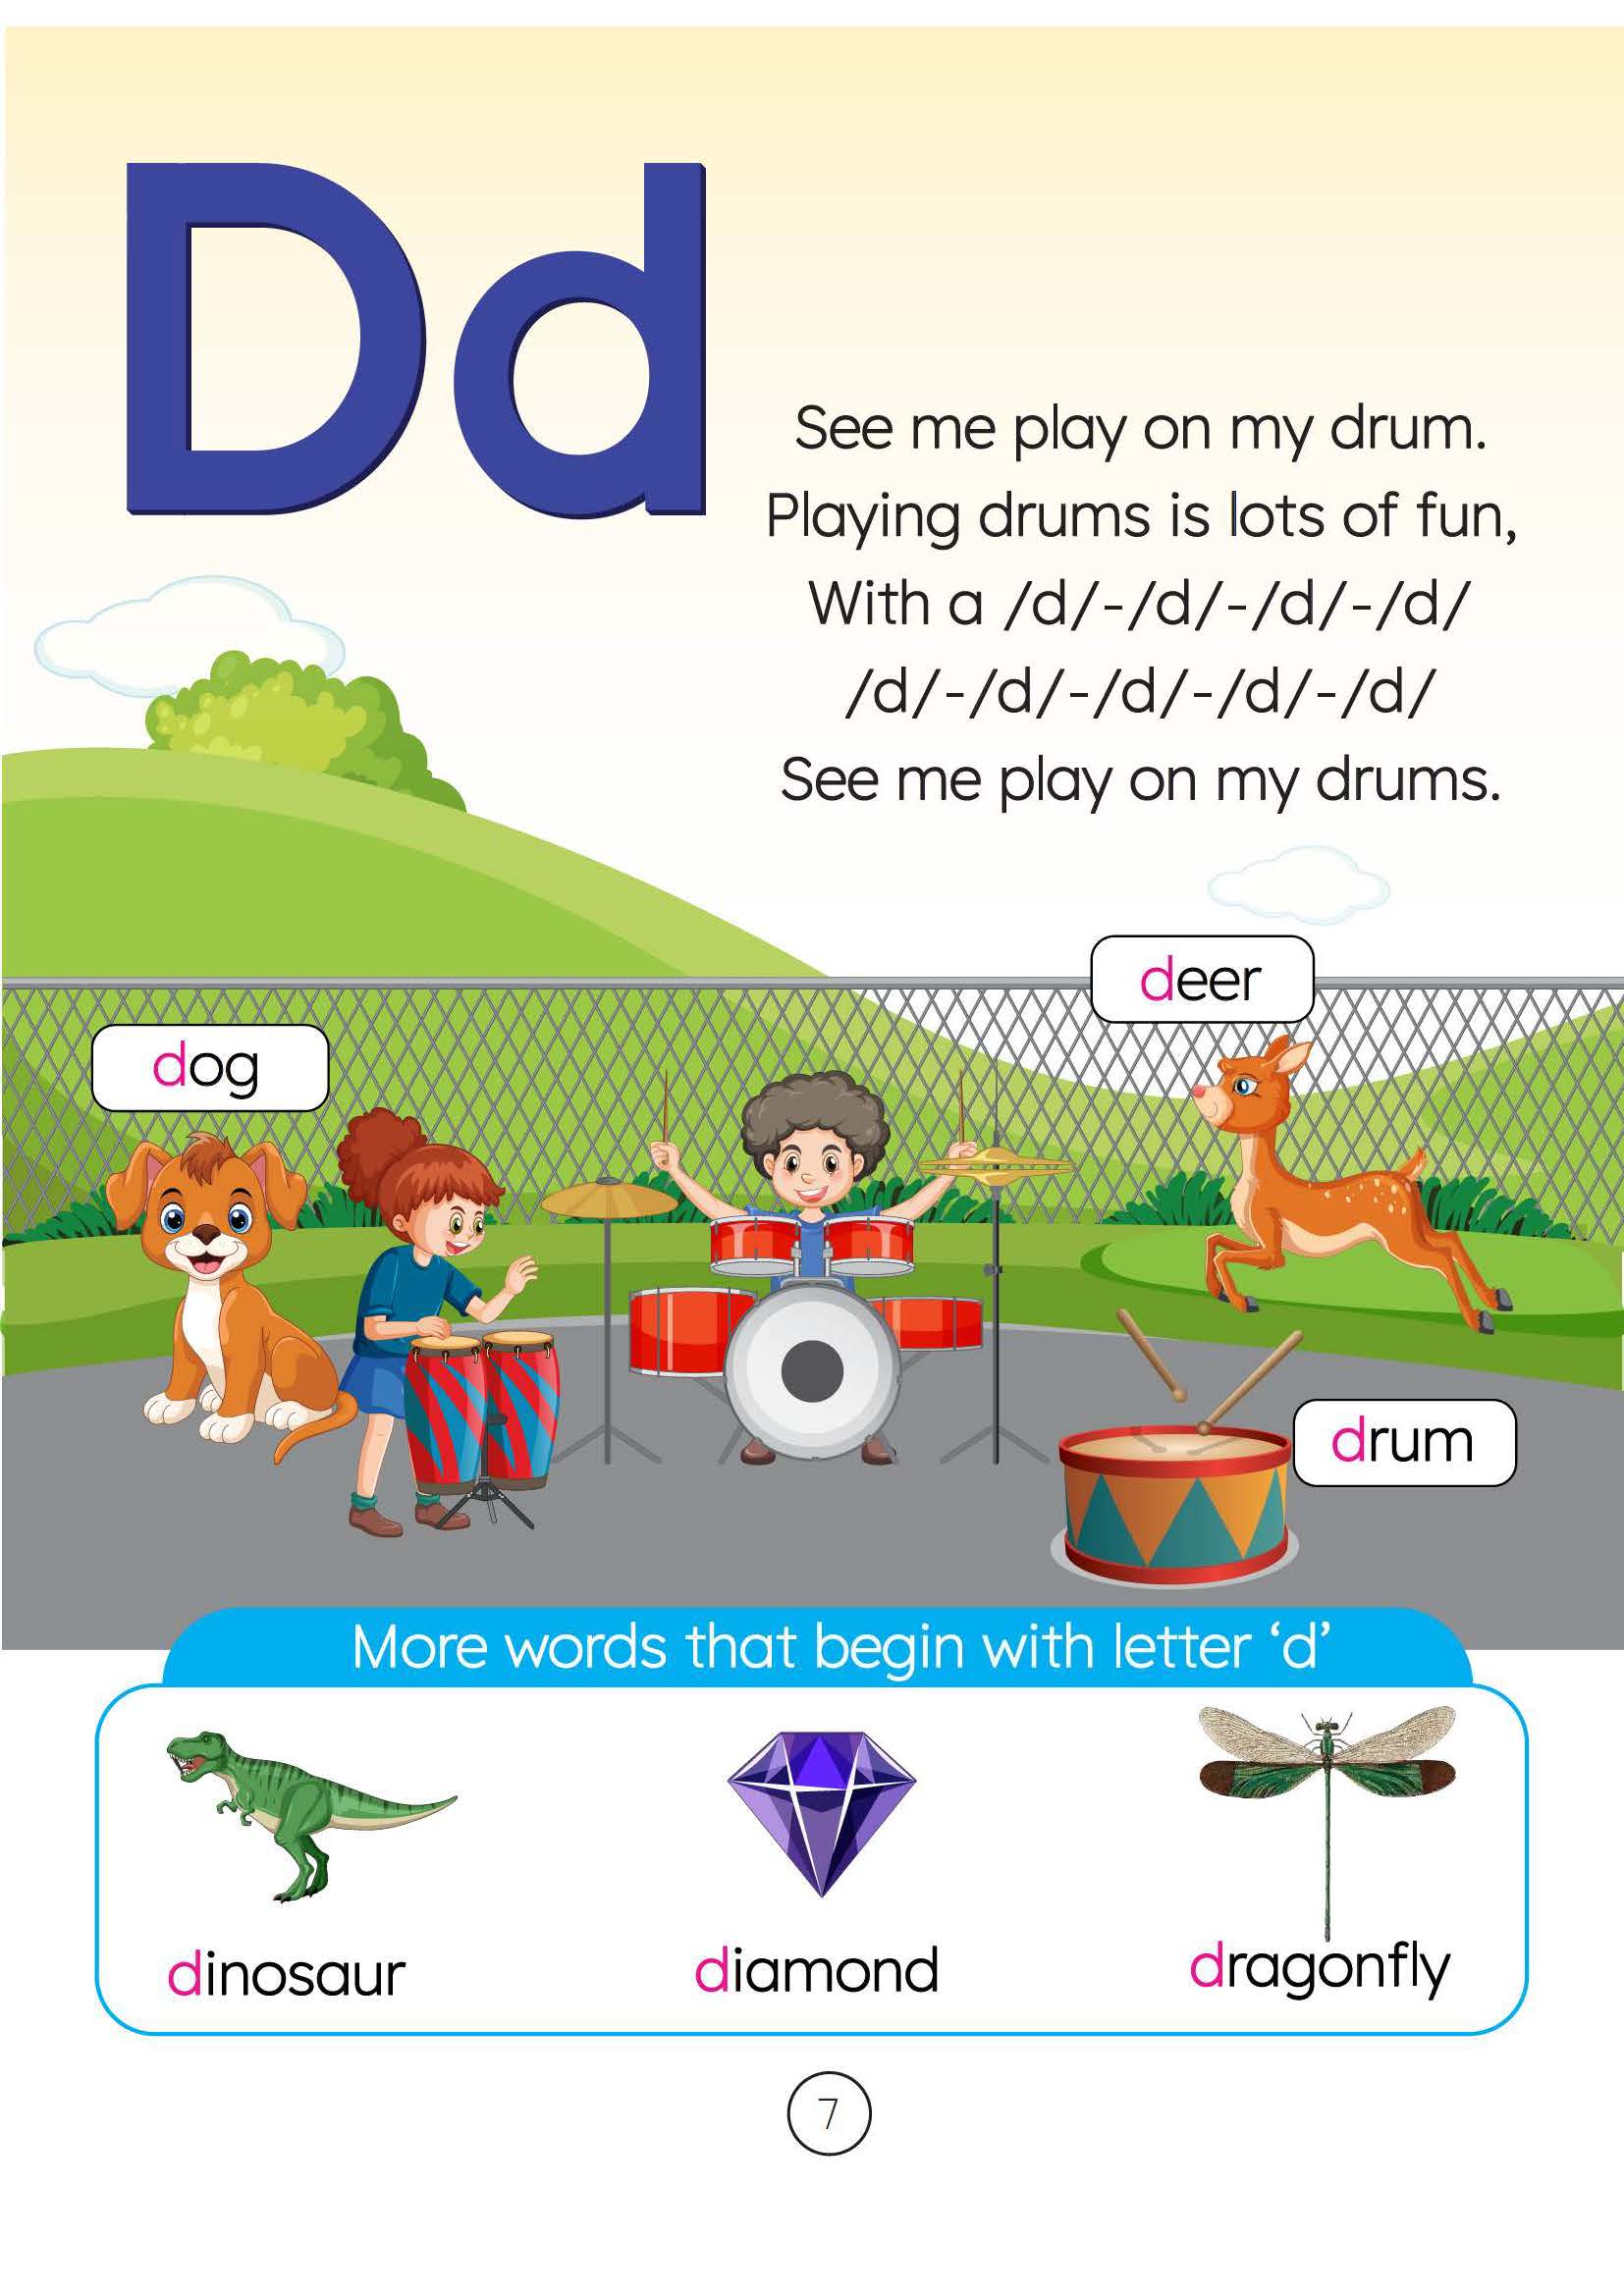 Dd
See me play on my drum.
Playing drums is lots of fun,
With a /d/-/d/-/d/-/d/
/d/-/d/-/d/-/d/-/d/
See me play on my drums.
deer
dog
drum
More words that begin with letter ‘d’
dinosaur
diamond
dragonfly
7